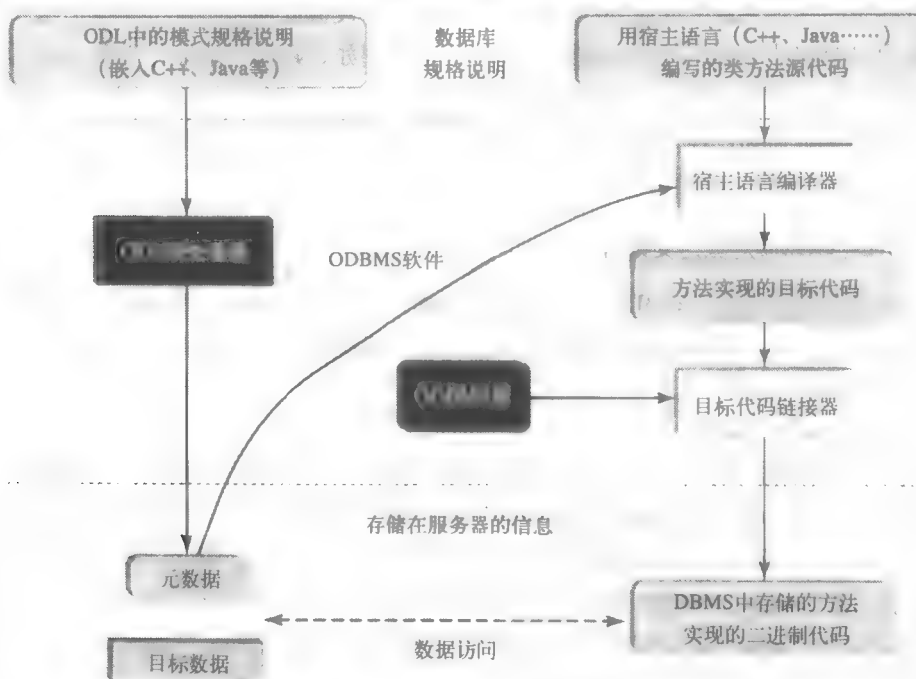 ODL中的模式规格说明
（嵌入C++、Java等）
数据库
规格说明
用宿主语言（C++、Java……）
编写的类方法源代码
宿主语言编译器
ODBMS软件
方法实现的目标代码
目标代码链接器
存储在服务器的信息
元数据
DBMS中存储的方法
实现的二进制代码
数据访问
目标数据